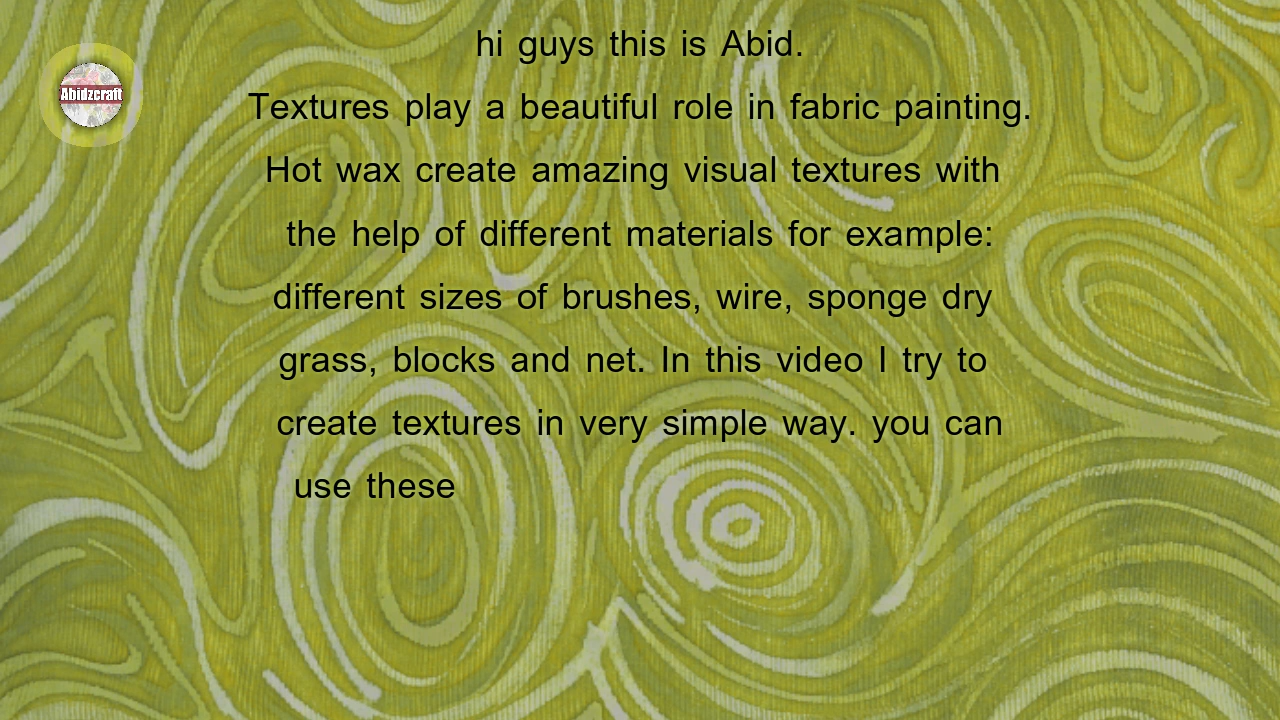 hi guys this is Abid.
Abidzcraft
Textures play a beautiful role in fabric painting.
Hot wax create amazing visual textures with
the help of different materials for example:
different sizes of brushes, wire, sponge dry
grass, blocks and net. In this video I try to
create textures in very simple way. you can
use these